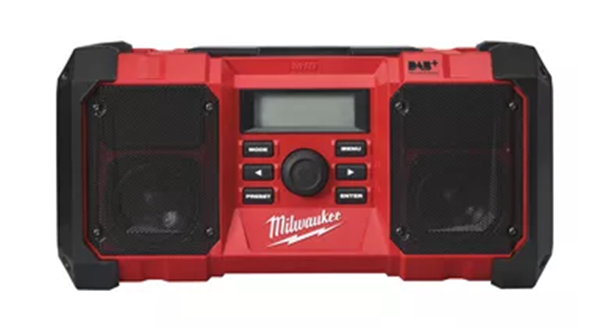 DAB+
MODE
MENU
◄
►
PRESET
ENTER
Milwaukee